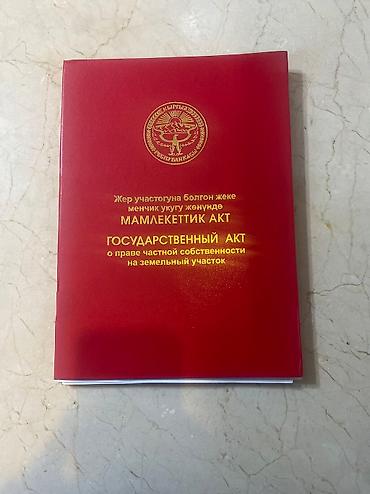 Жер участогуна болгон жеке
менчик укугу жөнүндө
МАМЛЕКЕТТИК АКТ
ГОСУДАРСТВЕННЫЙ АКТ
о праве частной собственности
на земельный участок